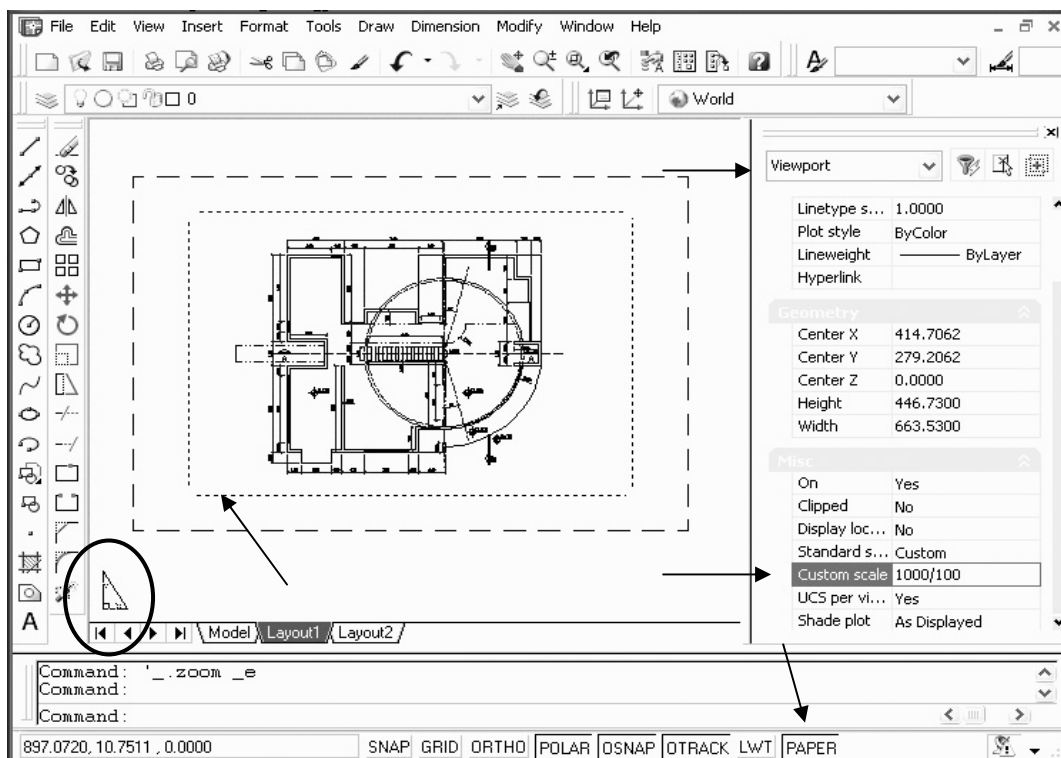 File Edit View Insert Format Tools Draw Dimension Modify Window Help
0
World
Viewport
Linetype s... 1.0000
Plot style ByColor
Lineweight ByLayer
Hyperlink
Geometry
Center X 414.7062
Center Y 279.2062
Center Z 0.0000
Height 446.7300
Width 663.5300
Misc
On Yes
Clipped No
Display loc... No
Standard s... Custom
Custom scale 1000/100
UCS per vi... Yes
Shade plot As Displayed
A
Model Layout1 Layout2
Command: '_.zoom _e
Command:
Command:
897.0720, 10.7511 , 0.0000 SNAP GRID ORTHO POLAR OSNAP OTRACK LWT PAPER